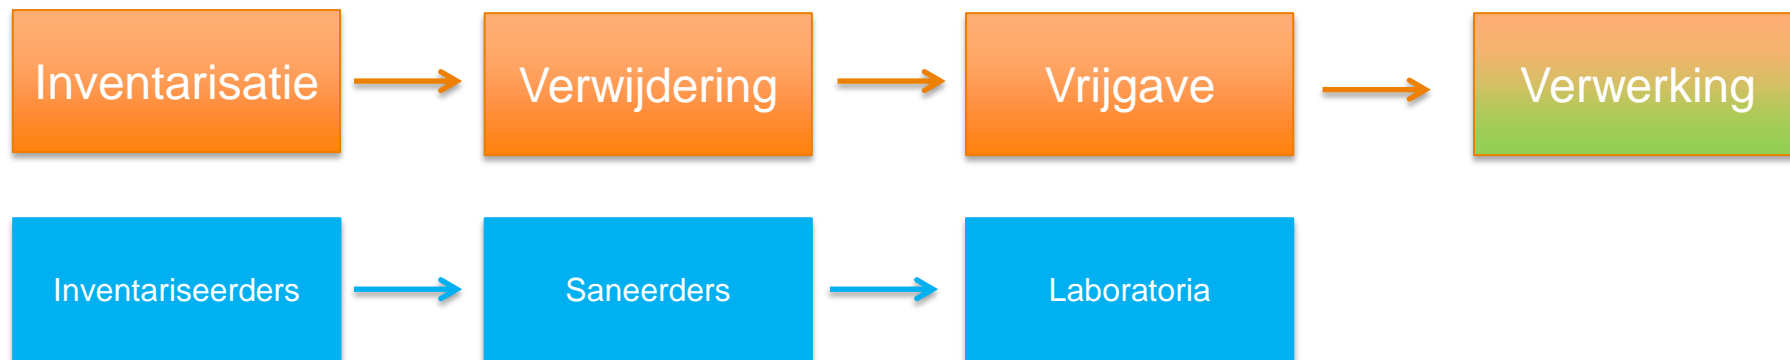 Inventarisatie
Verwijdering
Vrijgave
Verwerking
Inventariseerders
Saneerders
Laboratoria